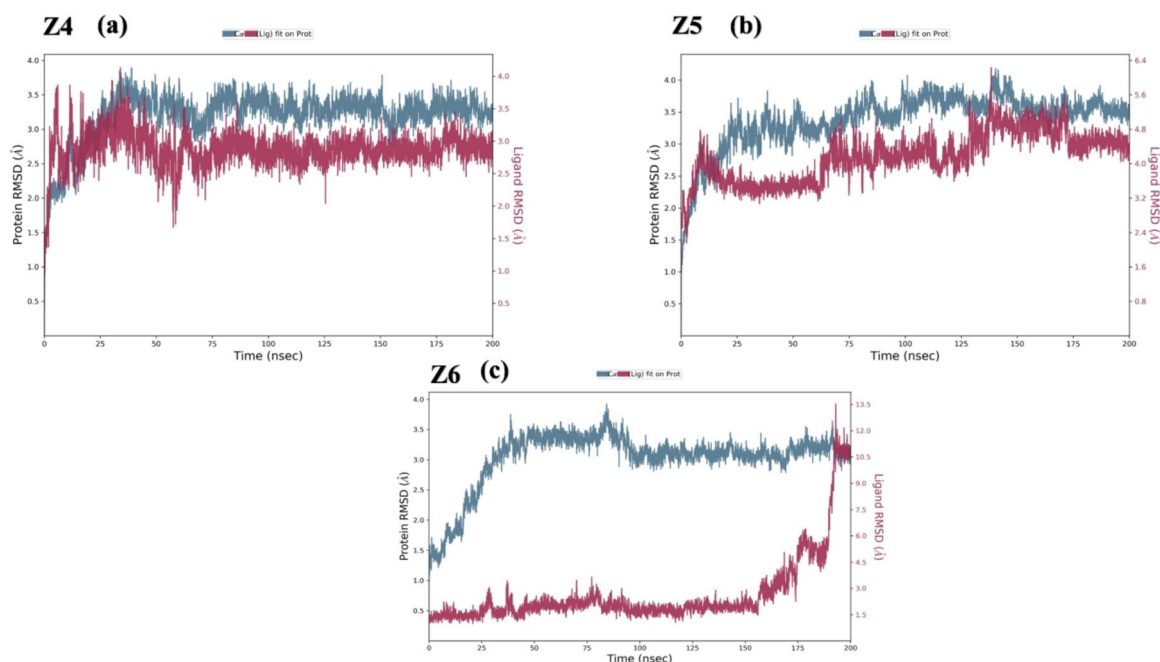 Z4 (a)
Cα (Lig) fit on Prot
4.0
3.5
3.0
2.5
2.0
1.5
1.0
0.5
Protein RMSD (Å)
4.0
3.5
3.0
2.5
2.0
1.5
1.0
0.5
Ligand RMSD (Å)
0 25 50 75 100 125 150 175 200
Time (nsec)
Z5 (b)
Cα (Lig) fit on Prot
4.0
3.5
3.0
2.5
2.0
1.5
1.0
0.5
Protein RMSD (Å)
6.4
5.6
4.8
4.0
3.2
2.4
1.6
0.8
Ligand RMSD (Å)
0 25 50 75 100 125 150 175 200
Time (nsec)
Z6 (c)
Cα (Lig) fit on Prot
4.0
3.5
3.0
2.5
2.0
1.5
1.0
0.5
Protein RMSD (Å)
13.5
12.0
10.5
9.0
7.5
6.0
4.5
3.0
1.5
Ligand RMSD (Å)
0 25 50 75 100 125 150 175 200
Time (nsec)